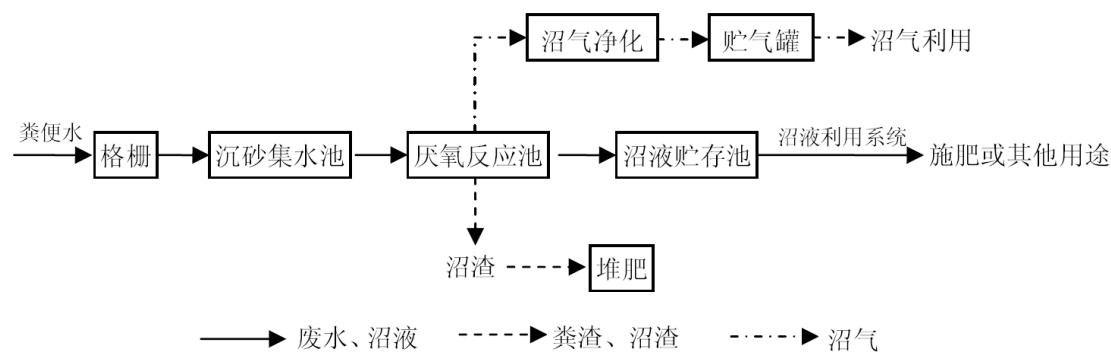 沼气净化 贮气罐 沼气利用
粪便水 格栅 沉砂集水池 厌氧反应池 沼液贮存池 沼液利用系统 施肥或其他用途
沼渣 堆肥
废水、沼液 粪渣、沼渣 沼气